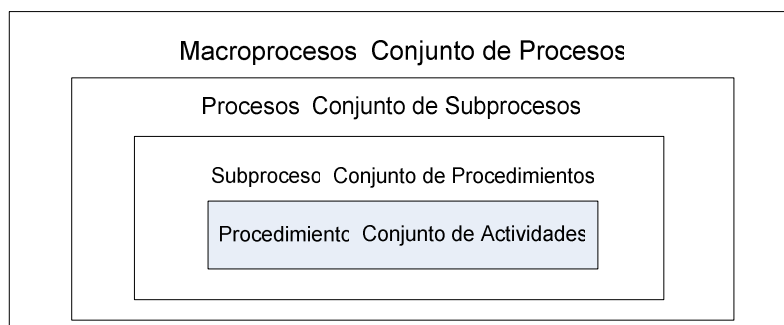 Macroprocesos Conjunto de Procesos
Procesos Conjunto de Subprocesos
Subproceso Conjunto de Procedimientos
Procedimiento Conjunto de Actividades